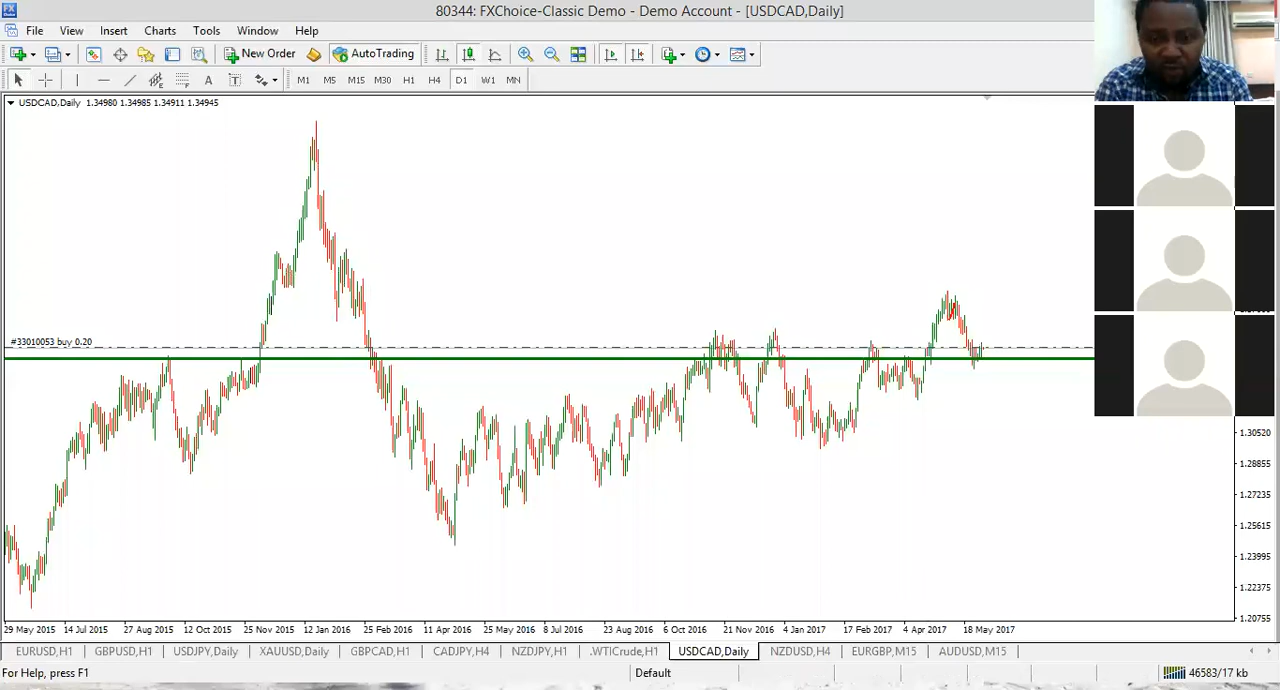 80344: FXChoice-Classic Demo - Demo Account - [USDCAD,Daily]
File View Insert Charts Tools Window Help
New Order AutoTrading
A T M1 M5 M15 M30 H1 H4 D1 W1 MN
USDCAD,Daily 1.34980 1.34985 1.34911 1.34945
#33010053 buy 0.20
1.30520
1.28855
1.27235
1.25615
1.23995
1.22375
1.20755
29 May 2015 14 Jul 2015 27 Aug 2015 12 Oct 2015 25 Nov 2015 12 Jan 2016 25 Feb 2016 11 Apr 2016 25 May 2016 8 Jul 2016 23 Aug 2016 6 Oct 2016 21 Nov 2016 4 Jan 2017 17 Feb 2017 4 Apr 2017 18 May 2017
EURUSD,H1 GBPUSD,H1 USDJPY,Daily XAUUSD,Daily GBPCAD,H1 CADJPY,H4 NZDJPY,H1 .WTICrude,H1 USDCAD,Daily NZDUSD,H4 EURGBP,M15 AUDUSD,M15
For Help, press F1 Default 46583/17 kb